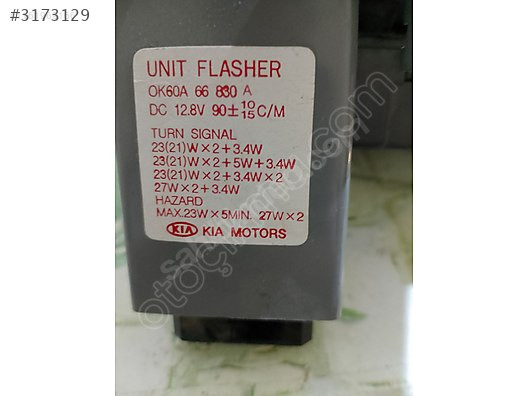 #3173129
UNIT FLASHER
OK60A 66 830 A
DC 12.8V 90± 10/15 C/M
TURN SIGNAL
23(21)W×2+3.4W
23(21)W×2+5W+3.4W
23(21)W×2+3.4W×2
27W×2+3.4W
HAZARD
MAX.23W×5MIN. 27W×2
KIA KIA MOTORS